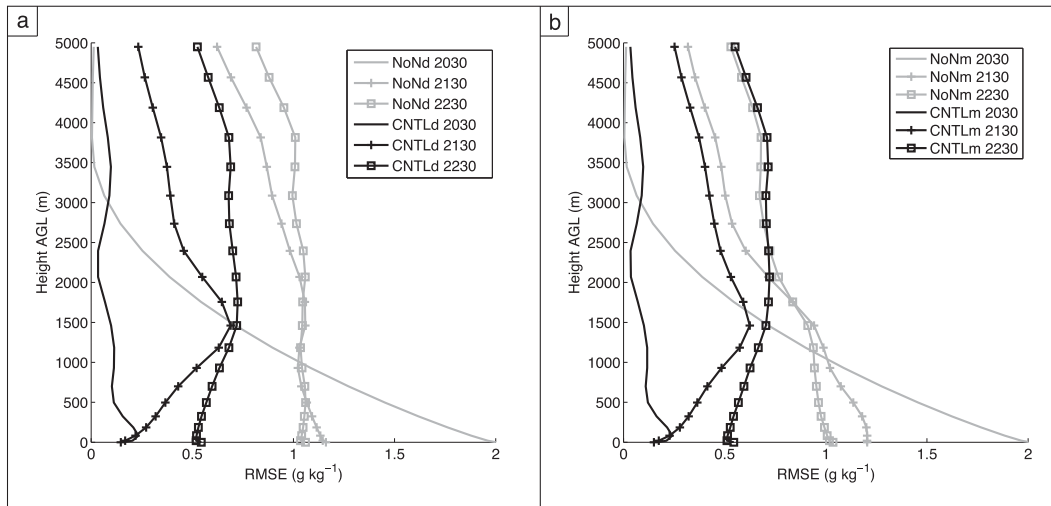 a
5000
4500
4000
3500
3000
2500
2000
1500
1000
500
0
Height AGL (m)
NoNd 2030
NoNd 2130
NoNd 2230
CNTLd 2030
CNTLd 2130
CNTLd 2230
0 0.5 1 1.5 2
RMSE (g kg⁻¹)
b
5000
4500
4000
3500
3000
2500
2000
1500
1000
500
0
Height AGL (m)
NoNm 2030
NoNm 2130
NoNm 2230
CNTLm 2030
CNTLm 2130
CNTLm 2230
0 0.5 1 1.5 2
RMSE (g kg⁻¹)